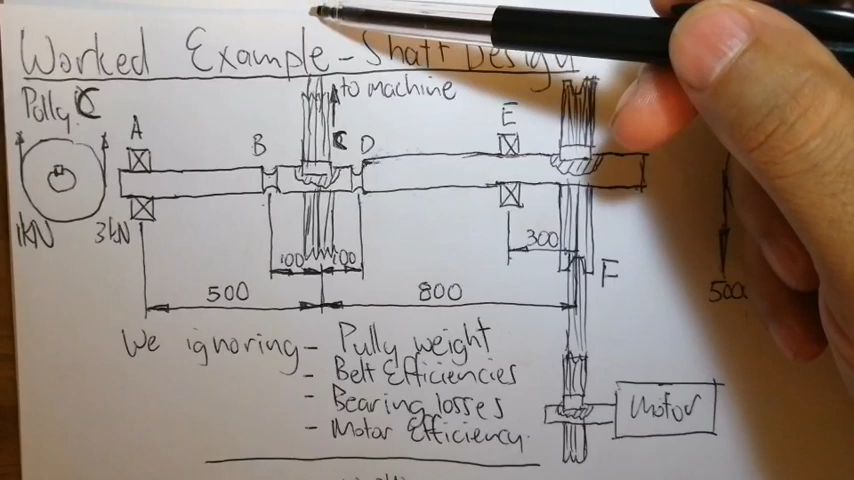 Worked Example - Shaft Design
Pully C
to machine
A
B
C
D
E
1KN
3kN
100
100
300
F
500
800
500
We ignoring - Pully weight
- Belt Efficiencies
- Bearing losses
- Motor Efficiency
Motor